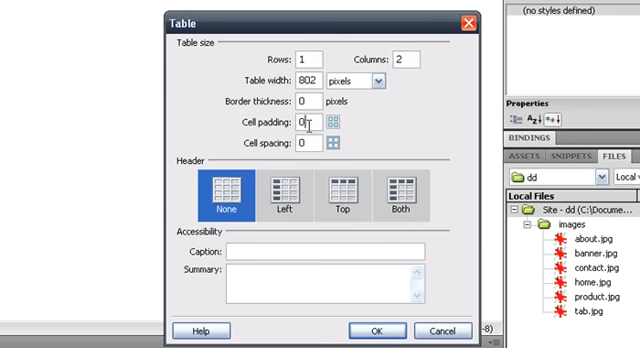 Table
(no styles defined)
Table size
Rows: 1 Columns: 2
Table width: 802 pixels
Border thickness: 0 pixels
Cell padding: 0
Cell spacing: 0
Header
None Left Top Both
Accessibility
Caption:
Summary:
Help OK Cancel
-8)
Properties
Az
BINDINGS
ASSETS SNIPPETS FILES
dd Local v
Local Files
Site - dd (C:\Docume...
images
about.jpg
banner.jpg
contact.jpg
home.jpg
product.jpg
tab.jpg